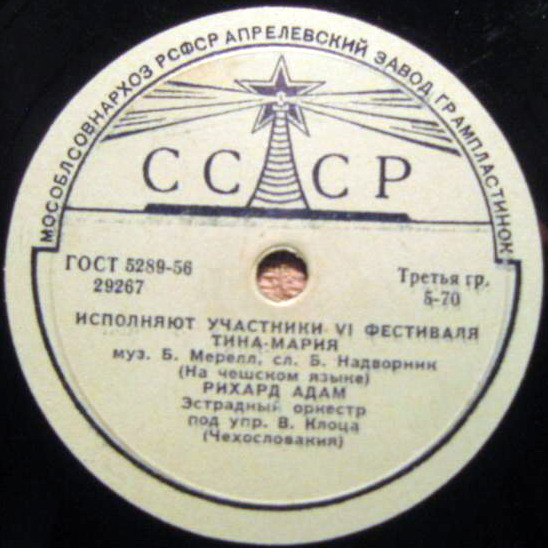 МОСОБЛСОВНАРХОЗ РСФСР АПРЕЛЕВСКИЙ ЗАВОД ГРАМПЛАСТИНОК
СССР
ГОСТ 5289-56
29267
Третья гр.
5-70
ИСПОЛНЯЮТ УЧАСТНИКИ VI ФЕСТИВАЛЯ
ТИНА-МАРИЯ
муз. Б. Мерелл, сл. Б. Надворник
(На чешском языке)
РИХАРД АДАМ
Эстрадный оркестр
под упр. В. Клоца
(Чехословакия)